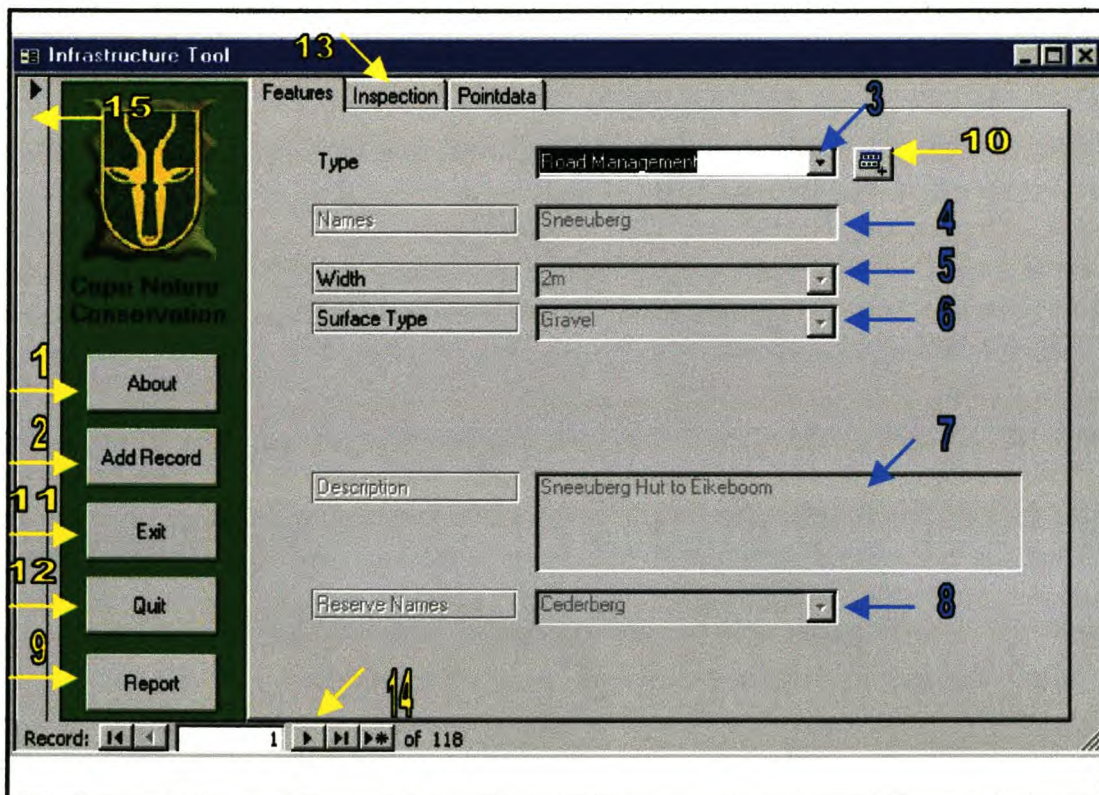 Infrastructure Tool
13
15
Features Inspection Pointdata
3
Type Road Management
10
Names Sneeuberg
4
Width 2m
5
Surface Type Gravel
6
Cape Nature
Conservation
1
About
2
Add Record
11
Exit
12
Quit
9
Report
7
Description Sneeuberg Hut to Eikeboom
Reserve Names Cederberg
8
14
Record: 1 of 118